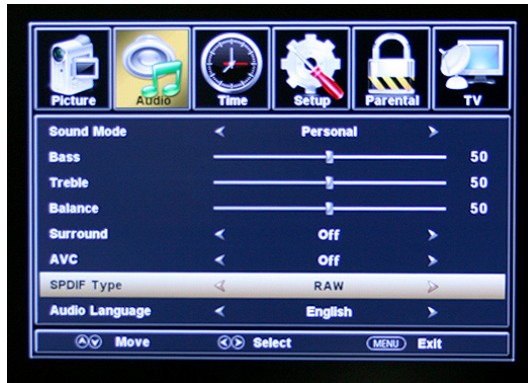 Picture Audio Time Setup Parental TV
Sound Mode Personal
Bass 50
Treble 50
Balance 50
Surround Off
AVC Off
SPDIF Type RAW
Audio Language English
Move Select MENU Exit